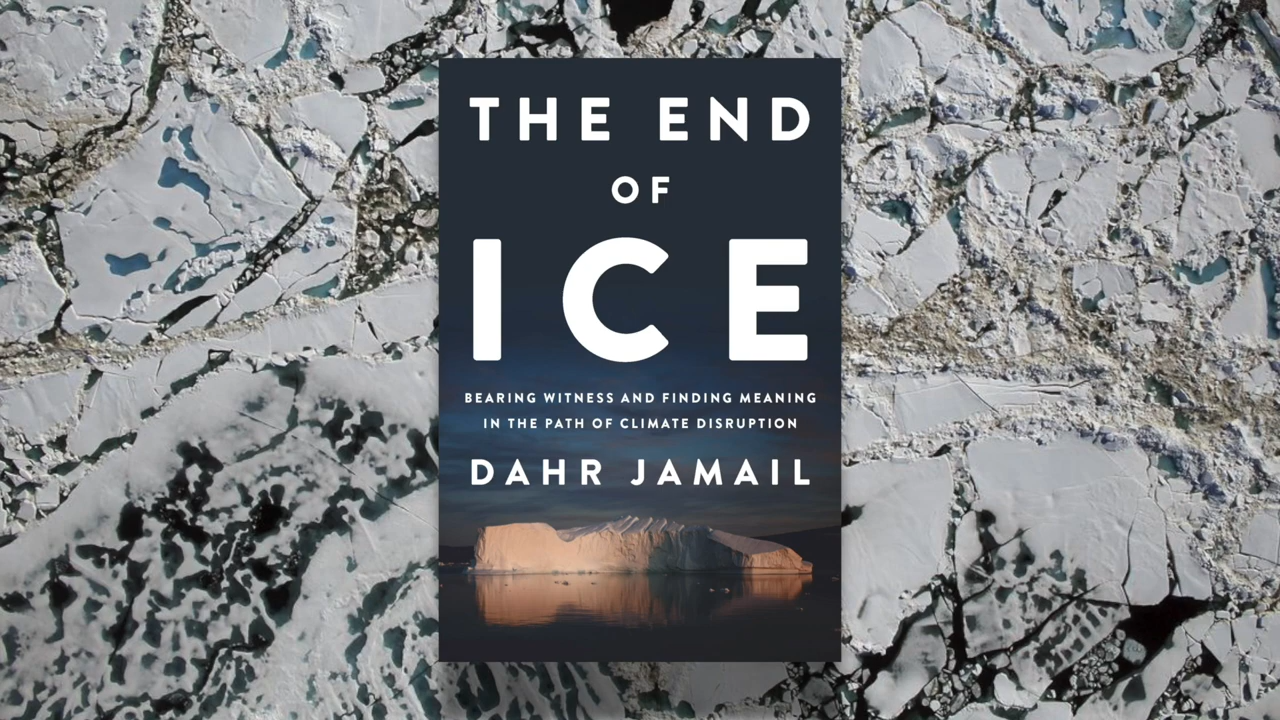 THE END
OF
ICE
BEARING WITNESS AND FINDING MEANING
IN THE PATH OF CLIMATE DISRUPTION
DAHR JAMAIL